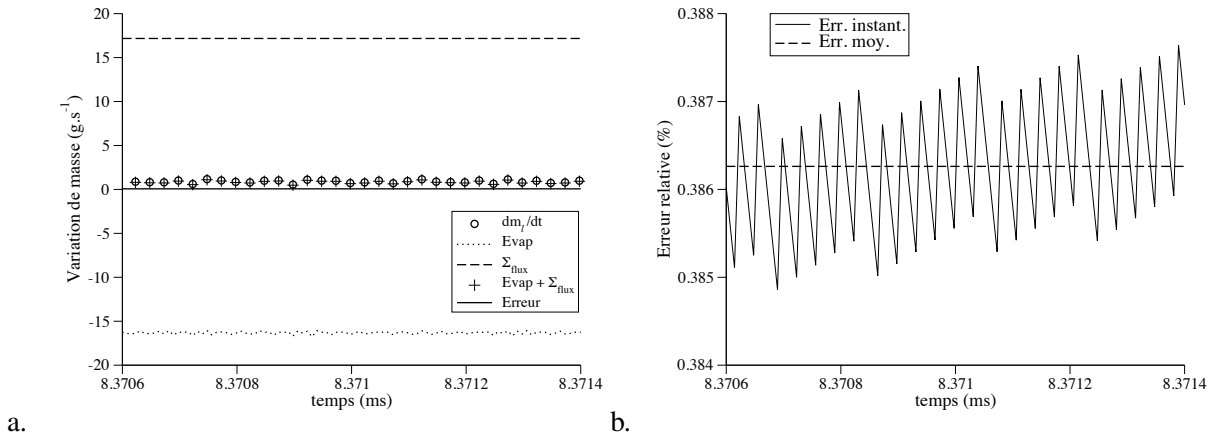 20
15
10
5
0
-5
-10
-15
-20
Variation de masse (g.s⁻¹)
8.3706
8.3708
8.371
8.3712
8.3714
temps (ms)
dm_l/dt
Evap
Σ_flux
Evap + Σ_flux
Erreur
a.
0.388
0.387
0.386
0.385
0.384
Erreur relative (%)
8.3706
8.3708
8.371
8.3712
8.3714
temps (ms)
Err. instant.
Err. moy.
b.